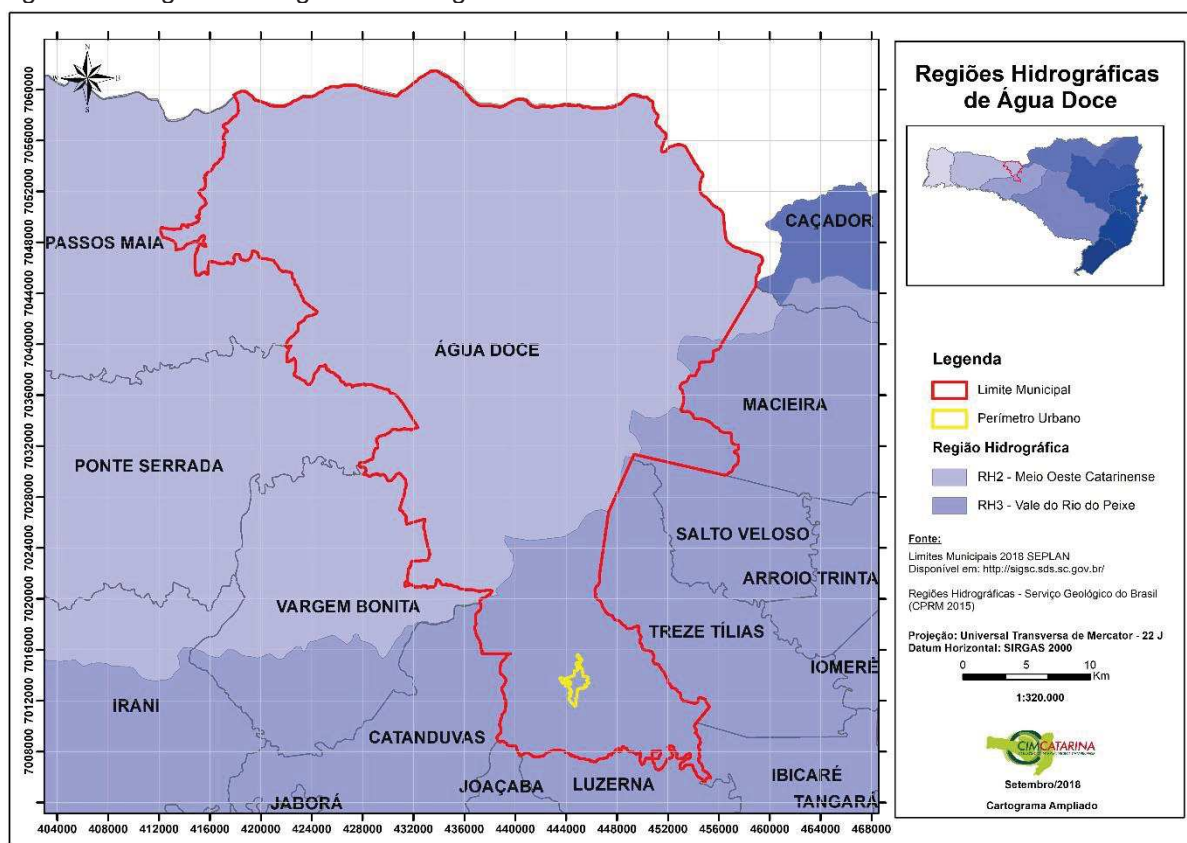 N
W
S
7060000
7056000
7052000
7048000
7044000
7040000
7036000
7032000
7028000
7024000
7020000
7016000
7012000
7008000
CAÇADOR
PASSOS MAIA
ÁGUA DOCE
MACIEIRA
PONTE SERRADA
SALTO VELOSO
ARROIO TRINTA
VARGEM BONITA
TREZE TÍLIAS
IOMERÊ
IRANI
CATANDUVAS
JOAÇABA
LUZERNA
IBICARÉ
JABORÁ
TANGARÁ
404000 408000 412000 416000 420000 424000 428000 432000 436000 440000 444000 448000 452000 456000 460000 464000 468000
Regiões Hidrográficas
de Água Doce
Legenda
Limite Municipal
Perímetro Urbano
Região Hidrográfica
RH2 - Meio Oeste Catarinense
RH3 - Vale do Rio do Peixe
Fonte:
Limites Municipais 2018 SEPLAN
Disponível em: http://sigsc.sds.sc.gov.br/
Regiões Hidrográficas - Serviço Geológico do Brasil
(CPRM 2015)
Projeção: Universal Transversa de Mercator - 22 J
Datum Horizontal: SIRGAS 2000
0 5 10
Km
1:320.000
CIMCATARINA
Setembro/2018
Cartograma Ampliado